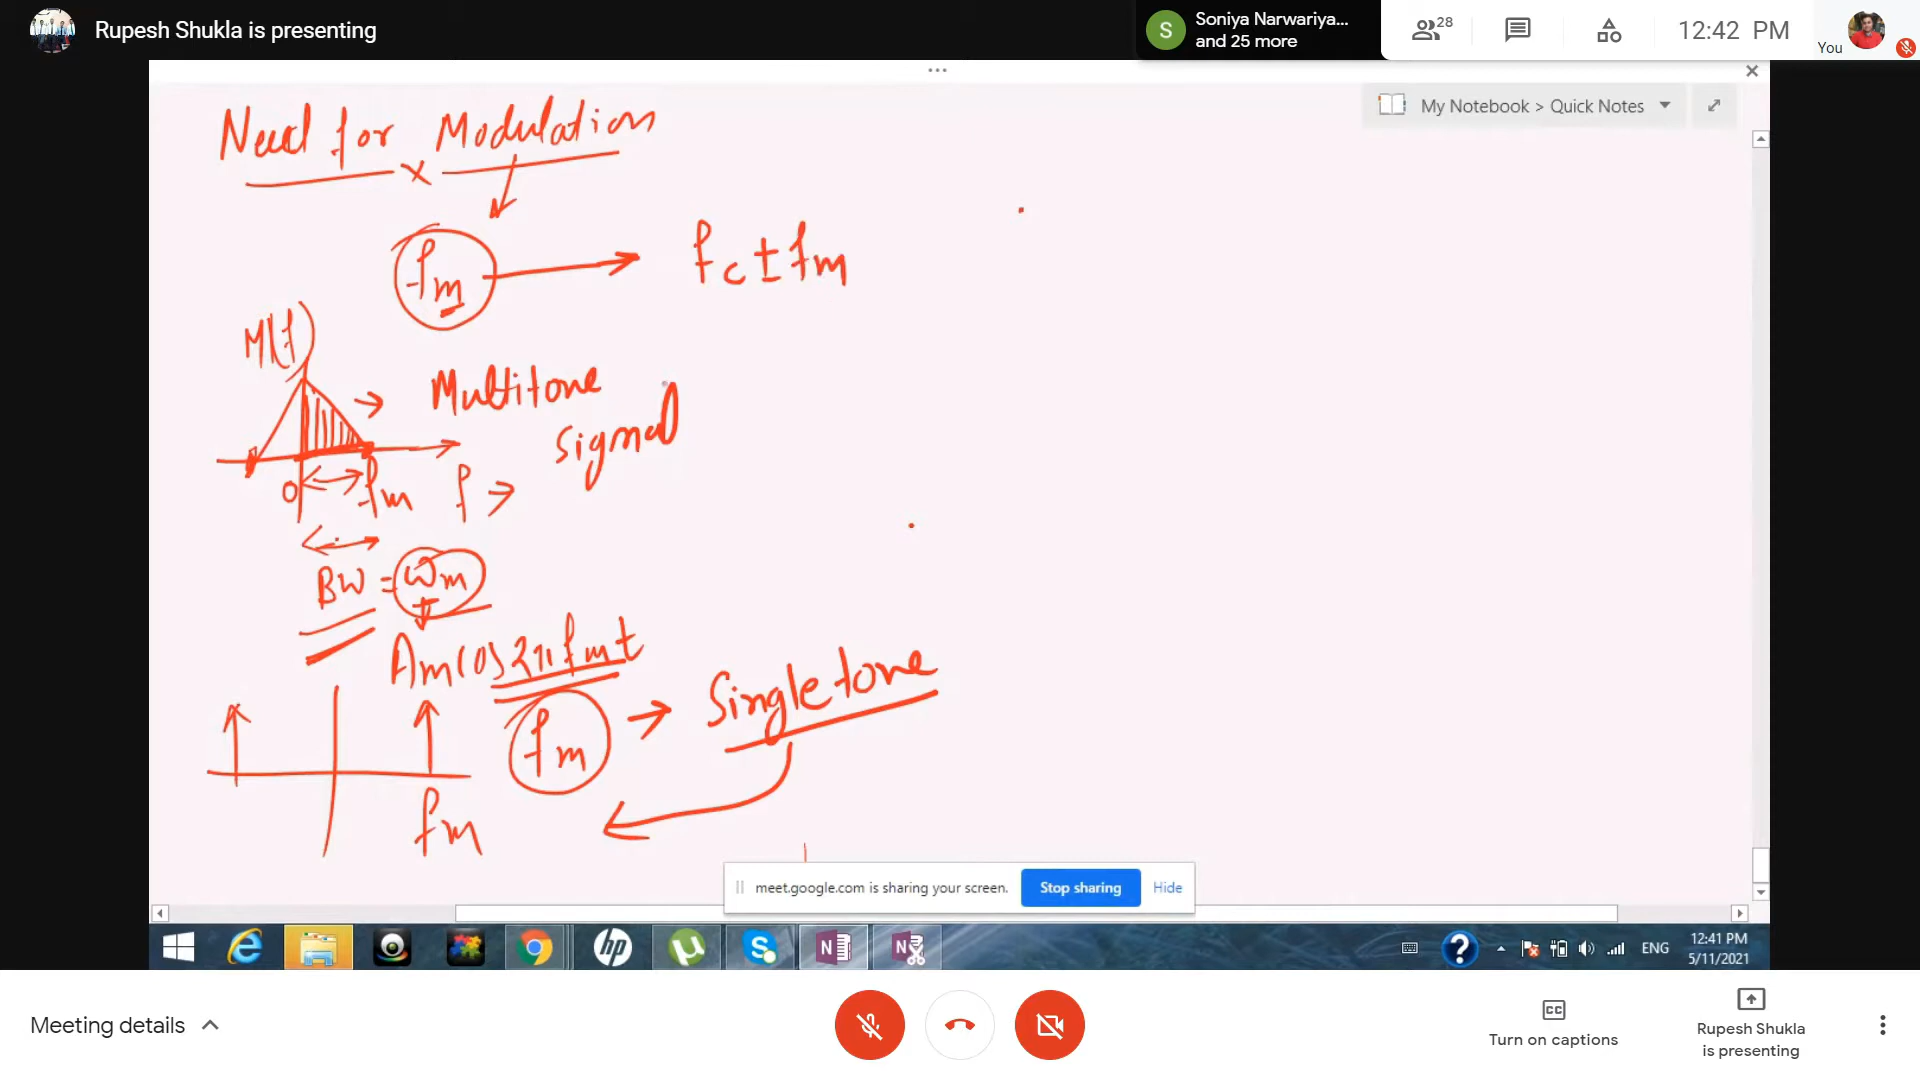 Rupesh Shukla is presenting
S
Soniya Narwariya...
and 25 more
28
12:42 PM
You
My Notebook > Quick Notes
Need for Modulation
fm → fc ± fm
M(f)
Multitone
signal
0 fm f →
BW = ωm
Am cos 2π fmt
fm → Single tone
fm
meet.google.com is sharing your screen.
Stop sharing
Hide
hp
ENG
12:41 PM
5/11/2021
Meeting details
Turn on captions
Rupesh Shukla
is presenting